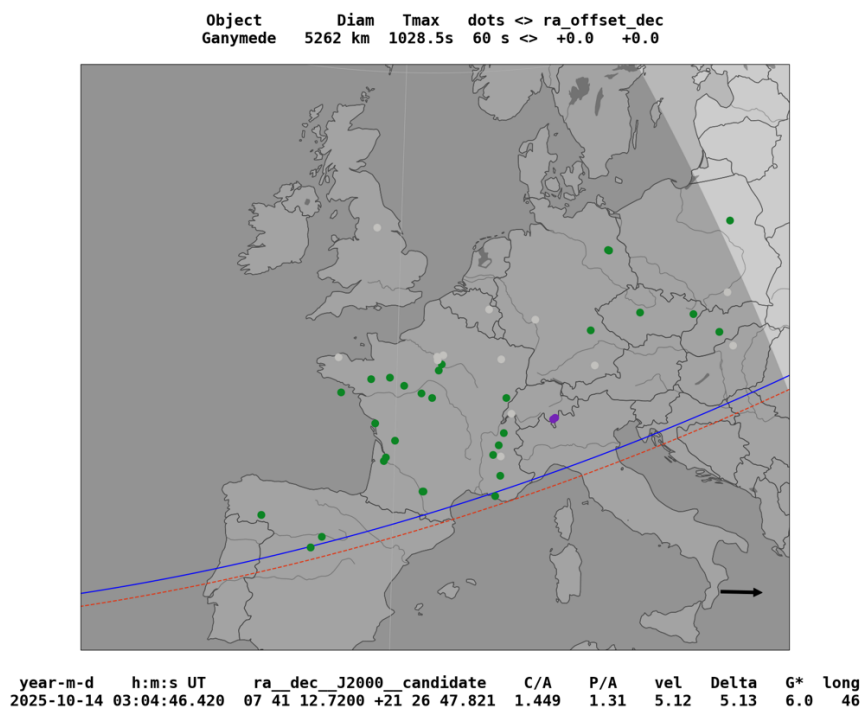 Object Diam Tmax dots <> ra_offset_dec
Ganymede 5262 km 1028.5s 60 s <> +0.0 +0.0
year-m-d h:m:s UT ra__dec__J2000__candidate C/A P/A vel Delta G* long
2025-10-14 03:04:46.420 07 41 12.7200 +21 26 47.821 1.449 1.31 5.12 5.13 6.0 46